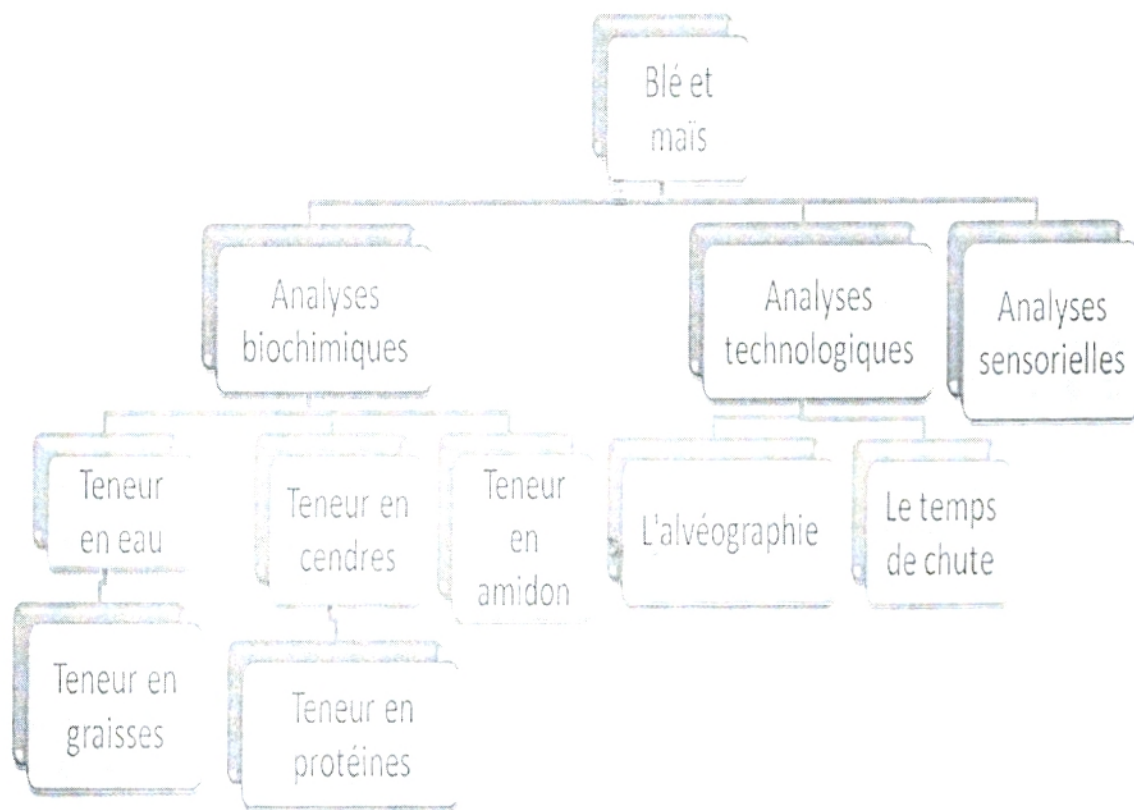 Blé et
maïs
Analyses
biochimiques
Analyses
technologiques
Analyses
sensorielles
Teneur
en eau
Teneur en
cendres
Teneur
en
amidon
L'alvéographie
Le temps
de chute
Teneur en
graisses
Teneur en
protéines